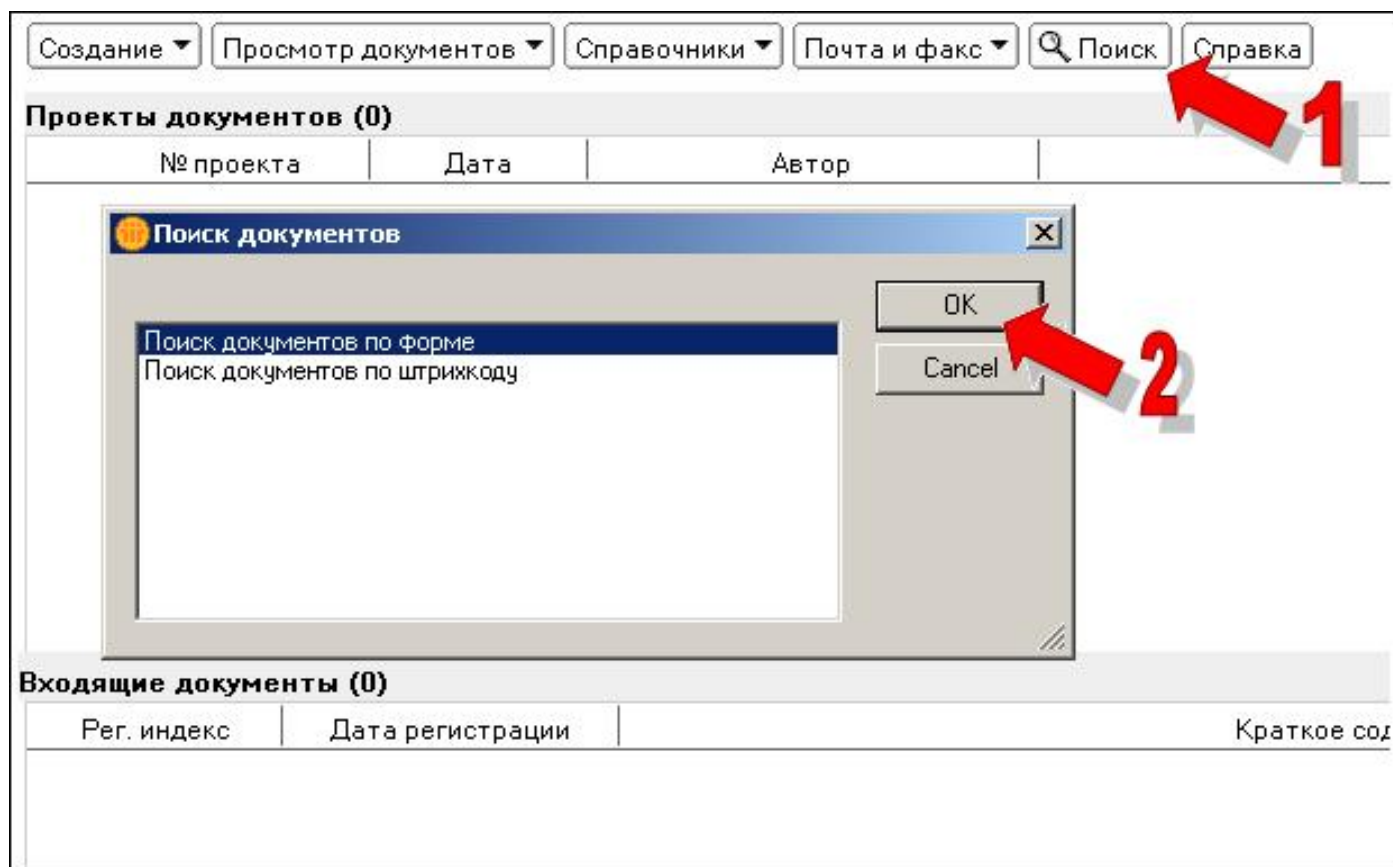 Создание Просмотр документов Справочники Почта и факс Поиск Справка
1
Проекты документов (0)
№ проекта Дата Автор
Поиск документов
OK
Поиск документов по форме
Поиск документов по штрихкоду
Cancel
2
Входящие документы (0)
Рег. индекс Дата регистрации Краткое сод